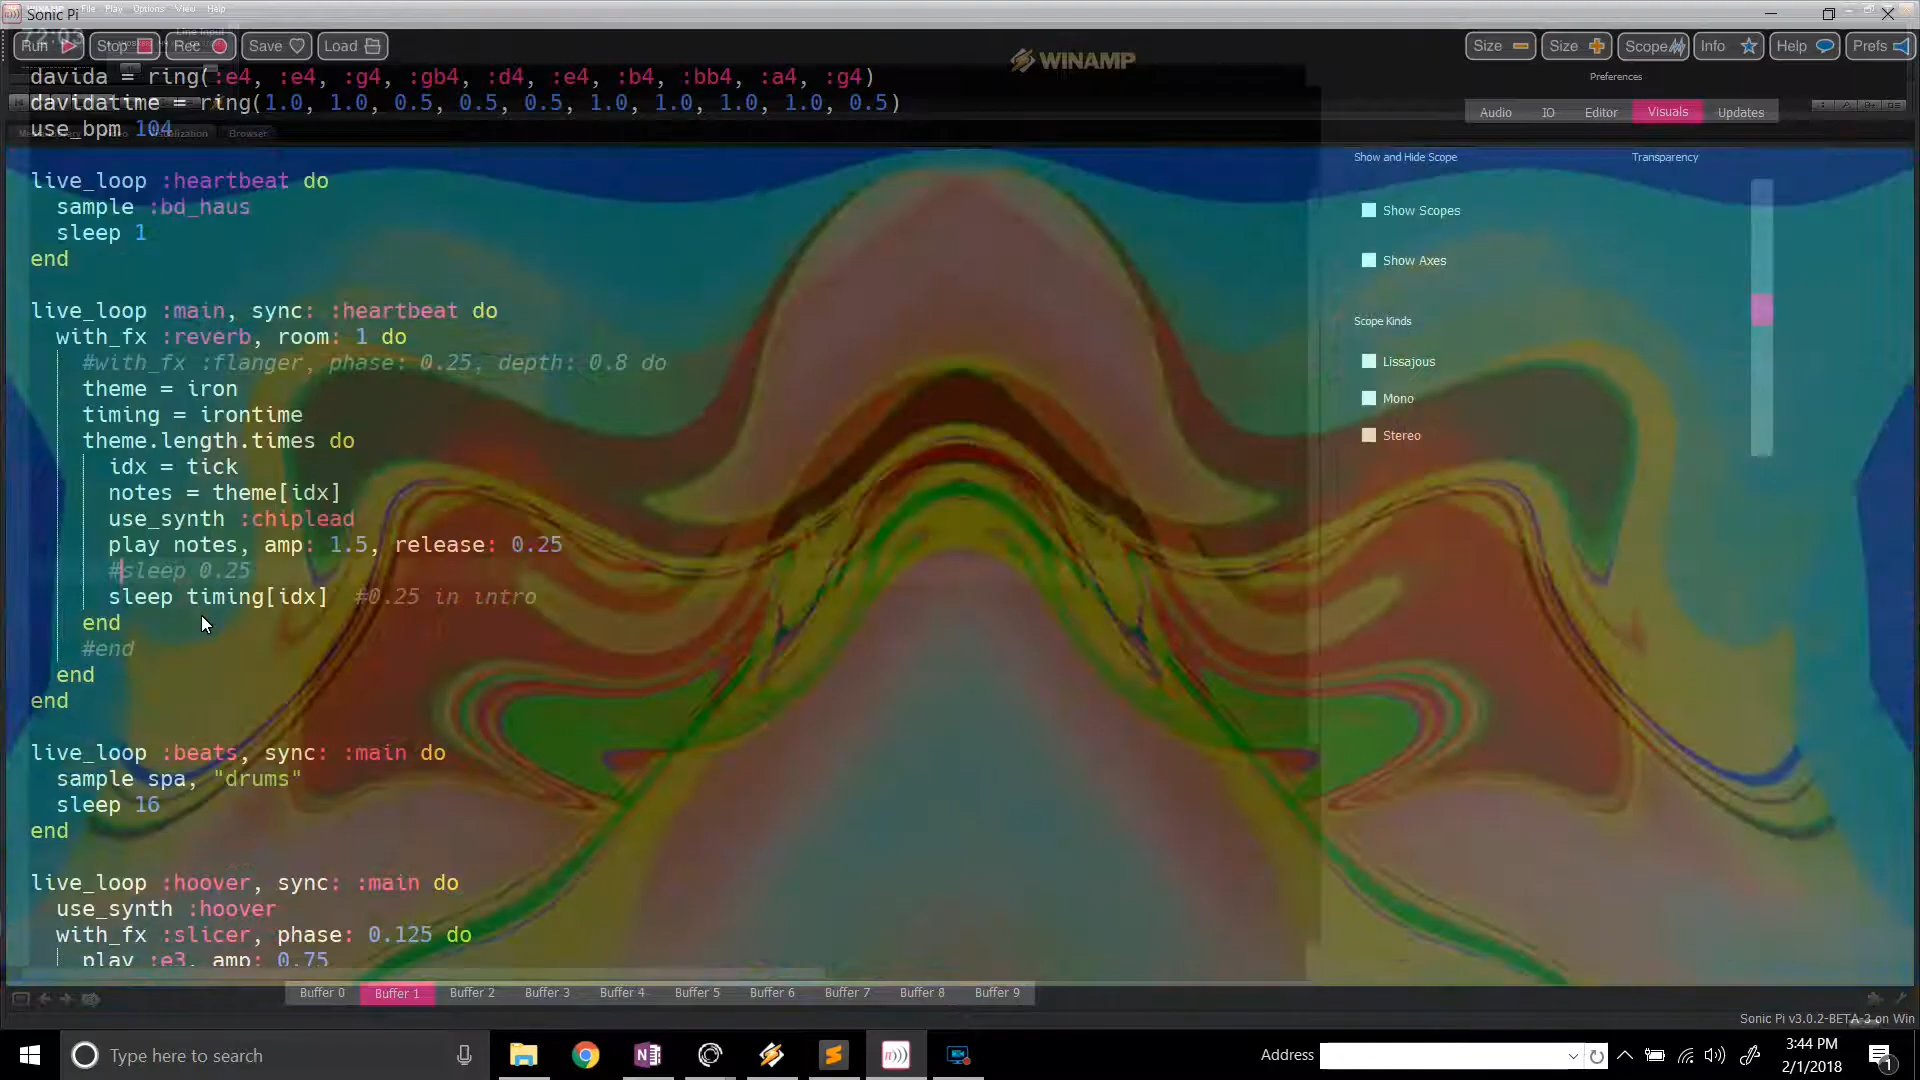 WINAMP File Play Options View Help
Sonic Pi
72:03
Run Stop Rec Save Load
WINAMP
Size Size Scope Info Help Prefs
Preferences
Audio IO Editor Visuals Updates
davida = ring(:e4, :e4, :g4, :gb4, :d4, :e4, :b4, :bb4, :a4, :g4)
davidatime = ring(1.0, 1.0, 0.5, 0.5, 0.5, 1.0, 1.0, 1.0, 1.0, 0.5)
use_bpm 104
Browser
live_loop :heartbeat do
sample :bd_haus
sleep 1
end
live_loop :main, sync: :heartbeat do
with_fx :reverb, room: 1 do
#with_fx :flanger, phase: 0.25, depth: 0.8 do
theme = iron
timing = irontime
theme.length.times do
idx = tick
notes = theme[idx]
use_synth :chiplead
play notes, amp: 1.5, release: 0.25
#sleep 0.25
sleep timing[idx] #0.25 in intro
end
#end
end
end
live_loop :beats, sync: :main do
sample spa, "drums"
sleep 16
end
live_loop :hoover, sync: :main do
use_synth :hoover
with_fx :slicer, phase: 0.125 do
play :e3, amp: 0.75
Show and Hide Scope
Transparency
Show Scopes
Show Axes
Scope Kinds
Lissajous
Mono
Stereo
Buffer 0 Buffer 1 Buffer 2 Buffer 3 Buffer 4 Buffer 5 Buffer 6 Buffer 7 Buffer 8 Buffer 9
Sonic Pi v3.0.2-BETA-3 on Win
Type here to search
Address
3:44 PM
2/1/2018
1